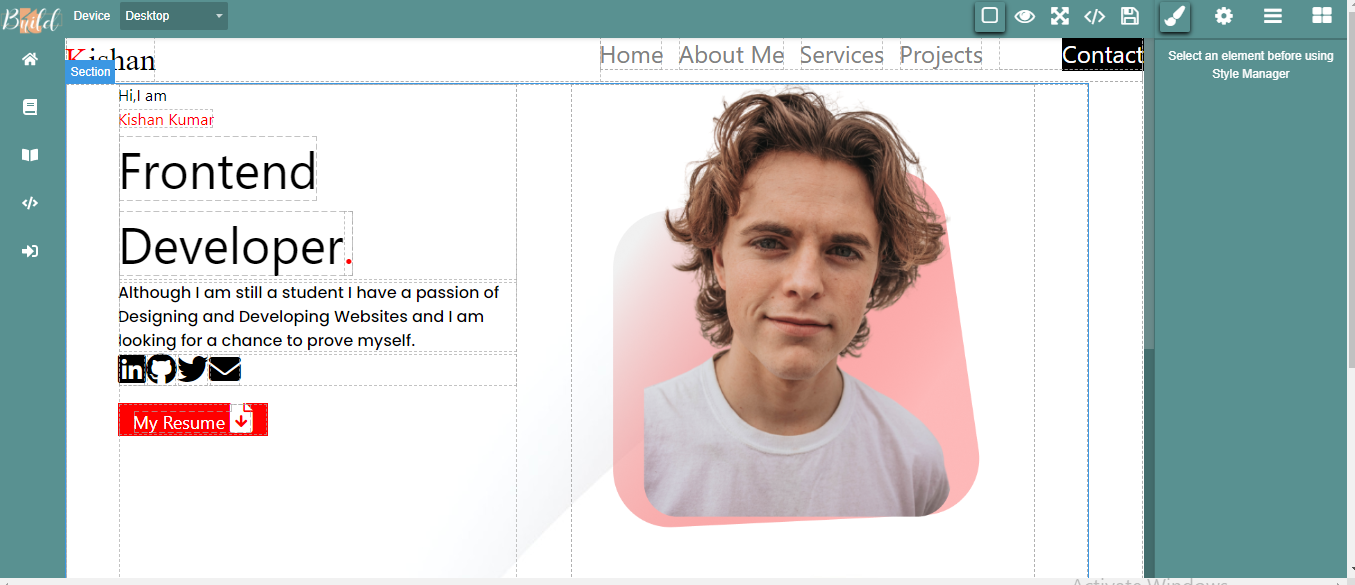 Build
Device
Desktop
Select an element before using
Style Manager
Kishan
Section
Home
About Me
Services
Projects
Contact
Hi,I am
Kishan Kumar
Frontend
Developer.
Although I am still a student I have a passion of
Designing and Developing Websites and I am
looking for a chance to prove myself.
in
My Resume
Activate Windows